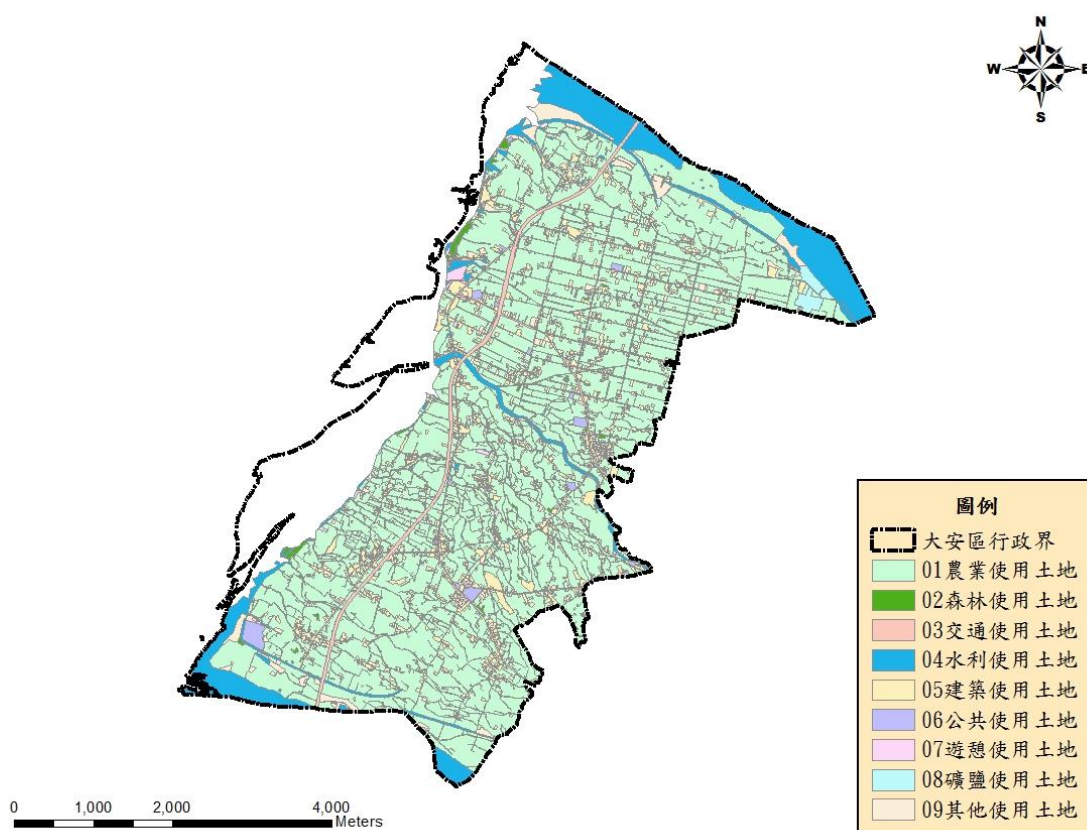 N
W
E
S
圖例
大安區行政界
01農業使用土地
02森林使用土地
03交通使用土地
04水利使用土地
05建築使用土地
06公共使用土地
07遊憩使用土地
08礦鹽使用土地
09其他使用土地
0 1,000 2,000 4,000
Meters